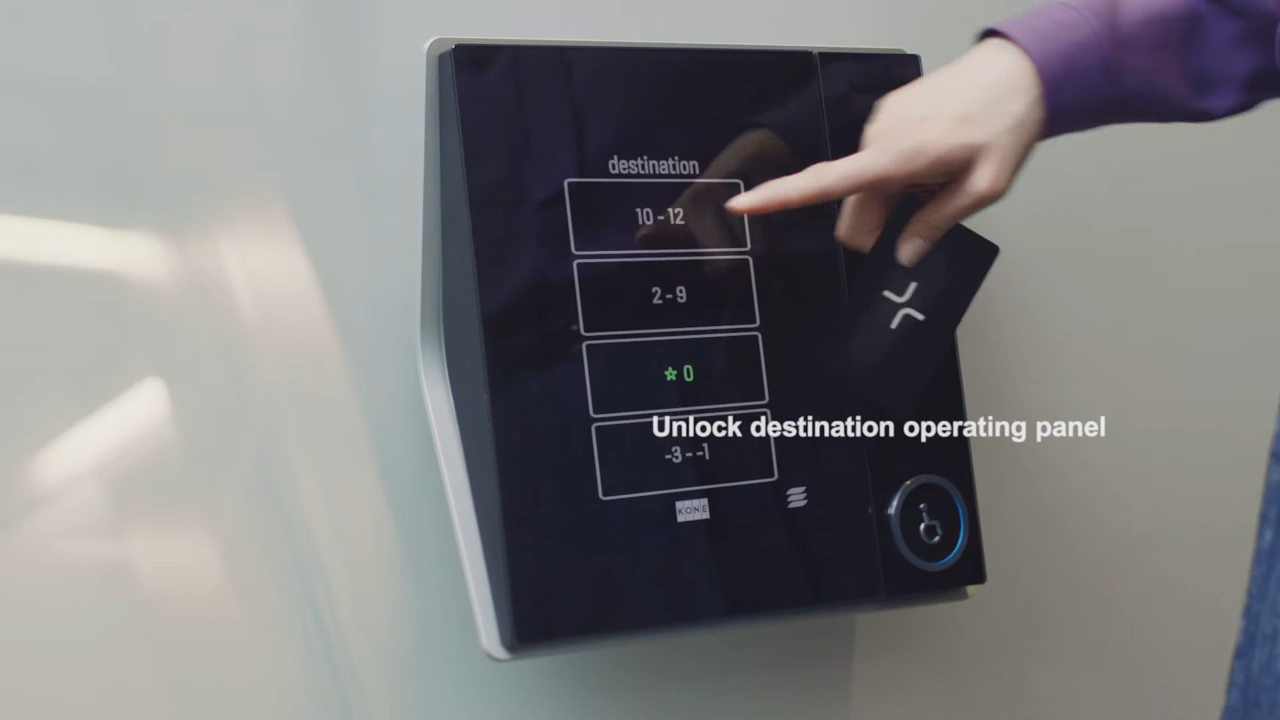 destination
10 - 12
2 - 9
☆ 0
Unlock destination operating panel
-3 - -1
KONE